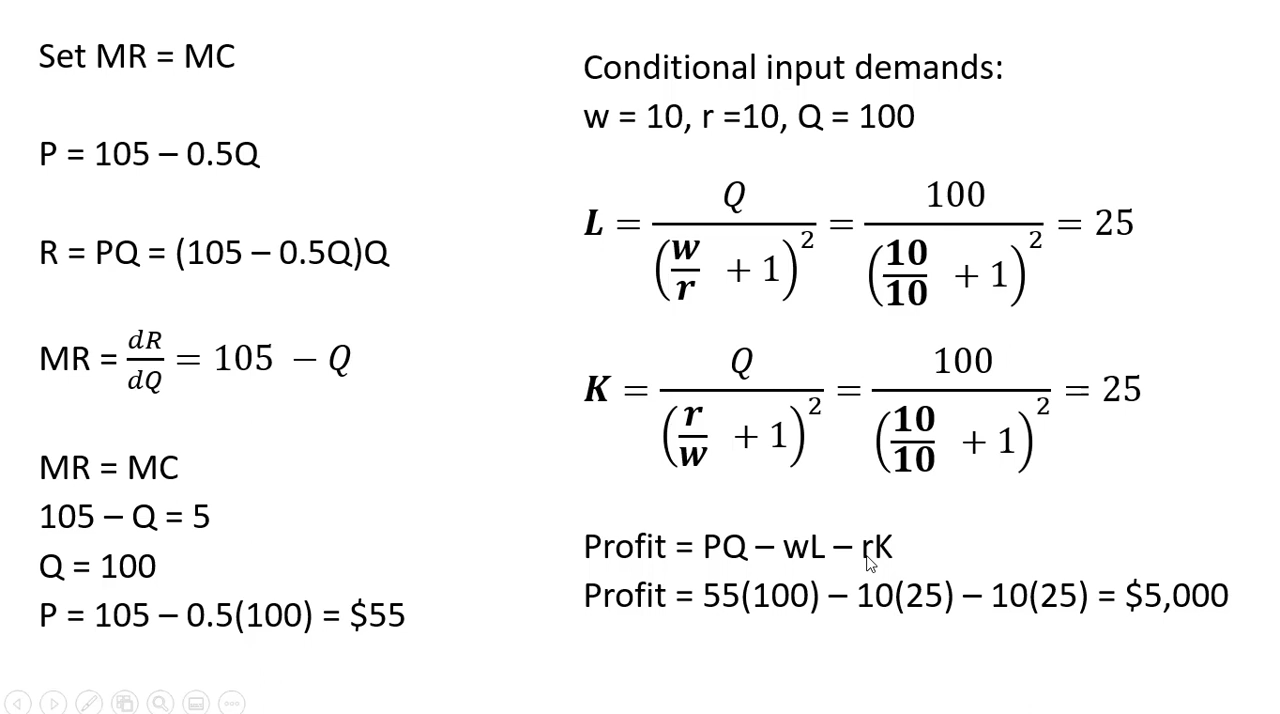 Set MR = MC
P = 105 – 0.5Q
R = PQ = (105 – 0.5Q)Q
MR = dR/dQ = 105 − Q
MR = MC
105 – Q = 5
Q = 100
P = 105 – 0.5(100) = $55
Conditional input demands:
w = 10, r =10, Q = 100
L = Q/(w/r + 1)² = 100/(10/10 + 1)² = 25
K = Q/(r/w + 1)² = 100/(10/10 + 1)² = 25
Profit = PQ – wL – rK
Profit = 55(100) – 10(25) – 10(25) = $5,000